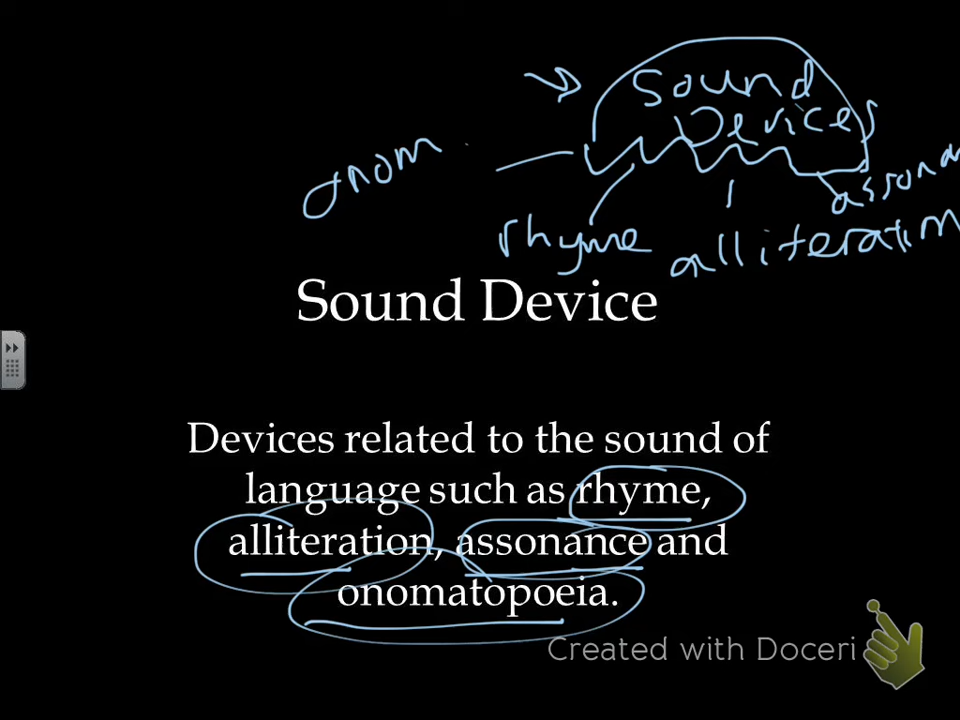 Sound
Devices
onom
rhyme
alliteration
Sound Device
Devices related to the sound of
language such as rhyme,
alliteration, assonance and
onomatopoeia.
Created with Doceri